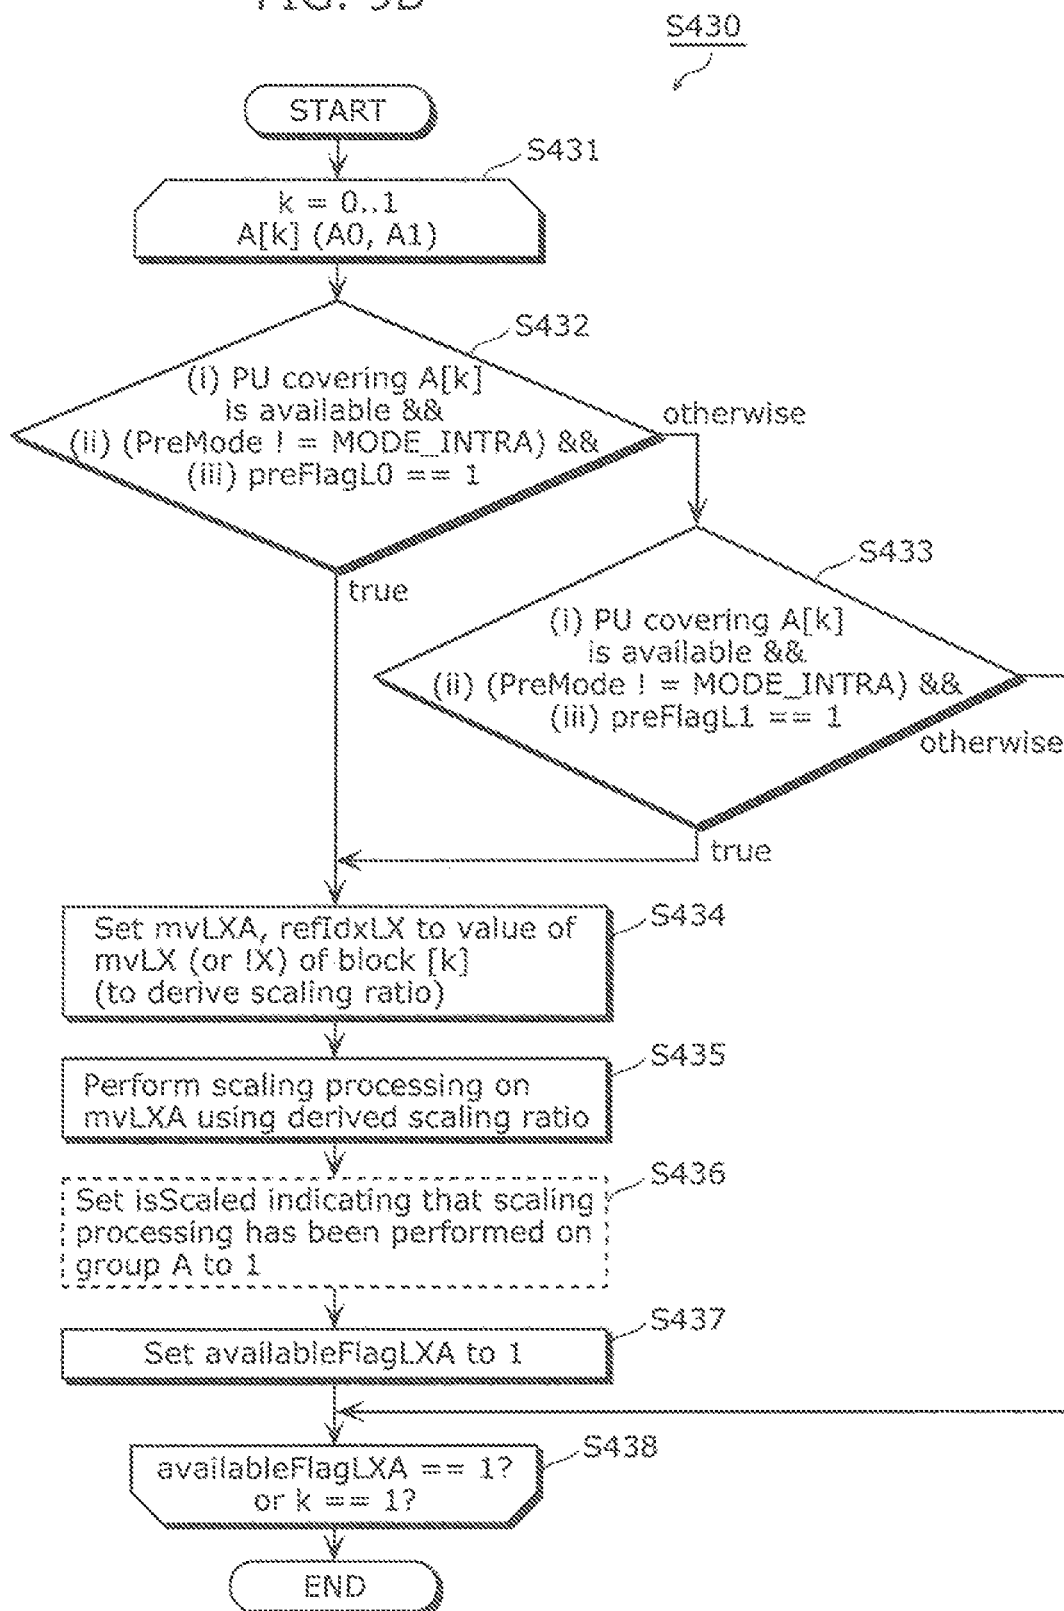 S430
START
S431
k = 0..1
A[k] (A0, A1)
S432
(i) PU covering A[k]
is available &&
(ii) (PreMode ! = MODE_INTRA) &&
(iii) preFlagL0 == 1
otherwise
true
S433
(i) PU covering A[k]
is available &&
(ii) (PreMode ! = MODE_INTRA) &&
(iii) preFlagL1 == 1
otherwise
true
S434
Set mvLXA, refIdxLX to value of
mvLX (or !X) of block [k]
(to derive scaling ratio)
S435
Perform scaling processing on
mvLXA using derived scaling ratio
S436
Set isScaled indicating that scaling
processing has been performed on
group A to 1
S437
Set availableFlagLXA to 1
S438
availableFlagLXA == 1?
or k == 1?
END